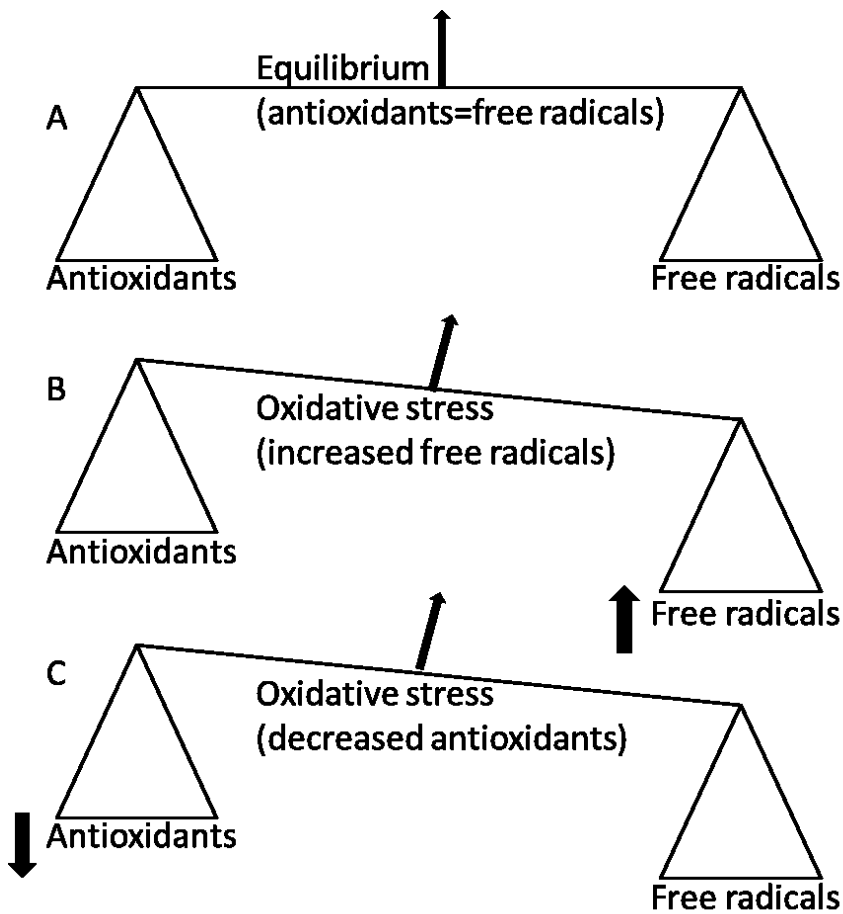 Equilibrium
A
(antioxidants=free radicals)
Antioxidants
Free radicals
B
Oxidative stress
(increased free radicals)
Antioxidants
Free radicals
C
Oxidative stress
(decreased antioxidants)
Antioxidants
Free radicals